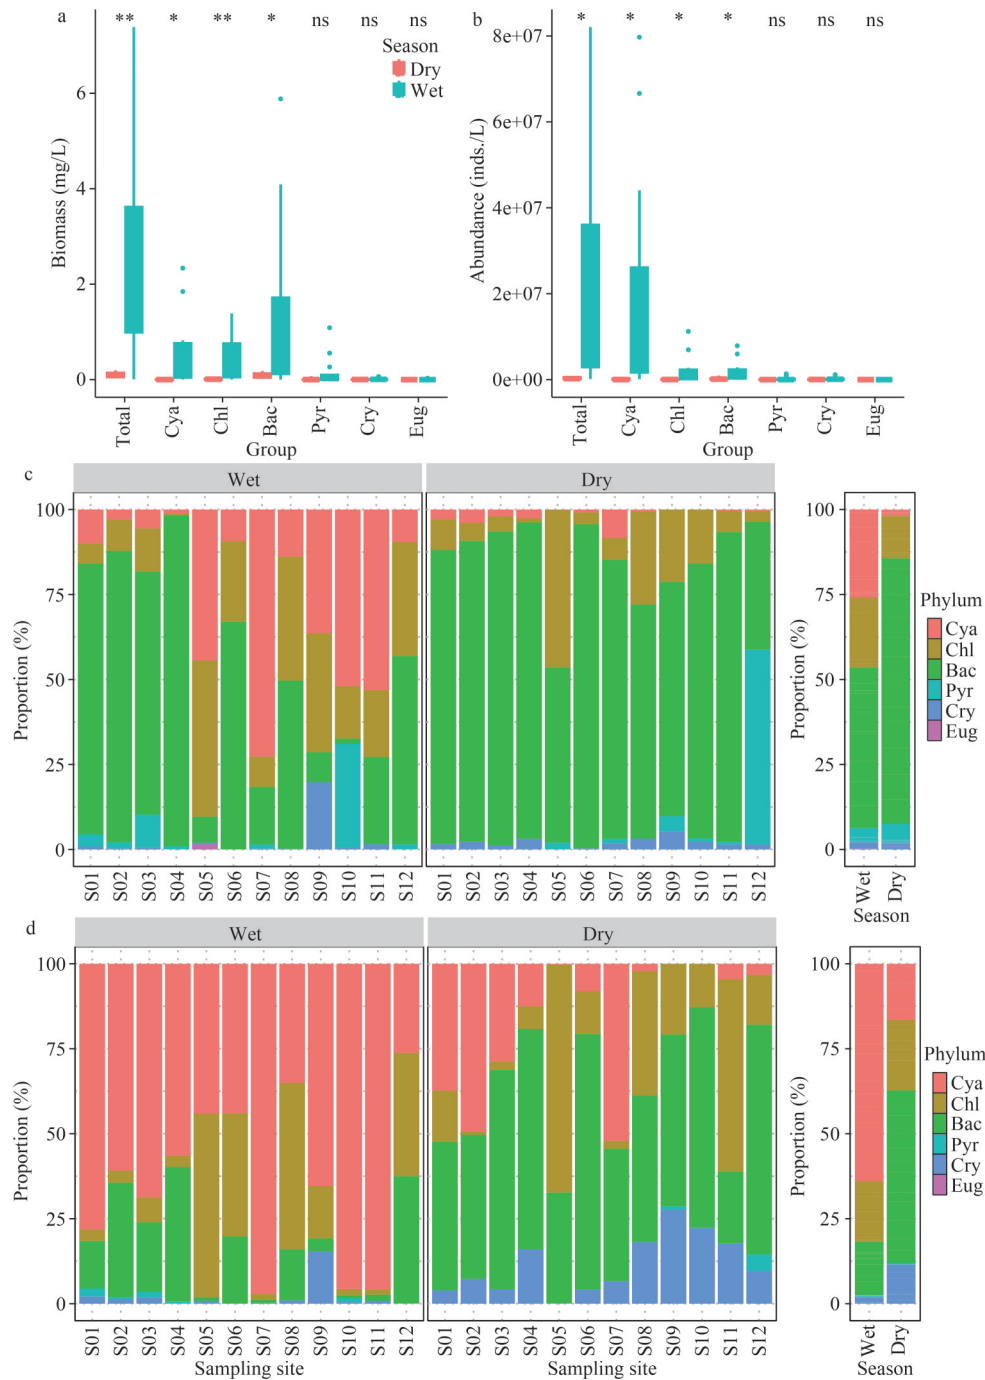 a
** * ** * ns ns ns
Season
Dry
Wet
Biomass (mg/L)
6
4
2
0
Total Cya Chl Bac Pyr Cry Eug
Group
b
* * * * ns ns ns
Abundance (inds./L)
8e+07
6e+07
4e+07
2e+07
0e+00
Total Cya Chl Bac Pyr Cry Eug
Group
c
Wet
Dry
Proportion (%)
100
75
50
25
0
S01 S02 S03 S04 S05 S06 S07 S08 S09 S10 S11 S12
S01 S02 S03 S04 S05 S06 S07 S08 S09 S10 S11 S12
Proportion (%)
100
75
50
25
0
Wet Dry
Season
Phylum
Cya
Chl
Bac
Pyr
Cry
Eug
d
Wet
Dry
Proportion (%)
100
75
50
25
0
S01 S02 S03 S04 S05 S06 S07 S08 S09 S10 S11 S12
S01 S02 S03 S04 S05 S06 S07 S08 S09 S10 S11 S12
Sampling site
Sampling site
Proportion (%)
100
75
50
25
0
Wet Dry
Season
Phylum
Cya
Chl
Bac
Pyr
Cry
Eug